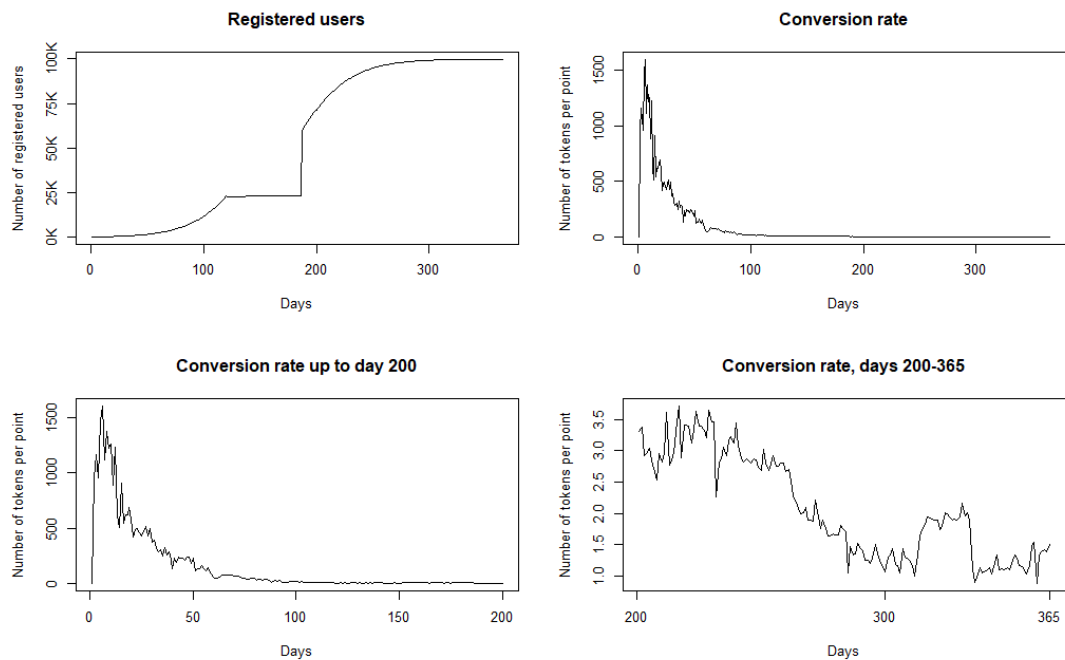 Registered users
Number of registered users
100K
75K
50K
25K
0K
0 100 200 300
Days
Conversion rate
Number of tokens per point
1500
1000
500
0
0 100 200 300
Days
Conversion rate up to day 200
Number of tokens per point
1500
1000
500
0
0 50 100 150 200
Days
Conversion rate, days 200-365
Number of tokens per point
3.5
3.0
2.5
2.0
1.5
1.0
200 300 365
Days